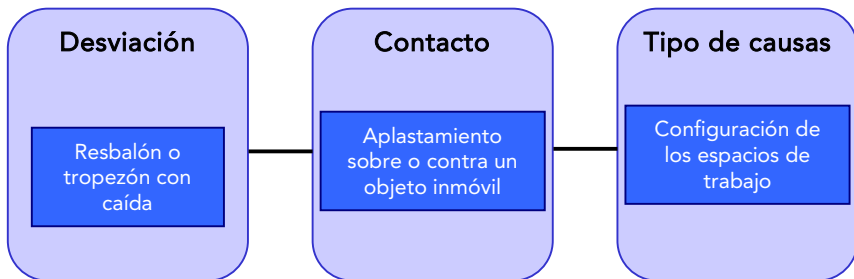 Desviación
Contacto
Tipo de causas
Resbalón o
tropezón con
caída
Aplastamiento
sobre o contra un
objeto inmóvil
Configuración de
los espacios de
trabajo